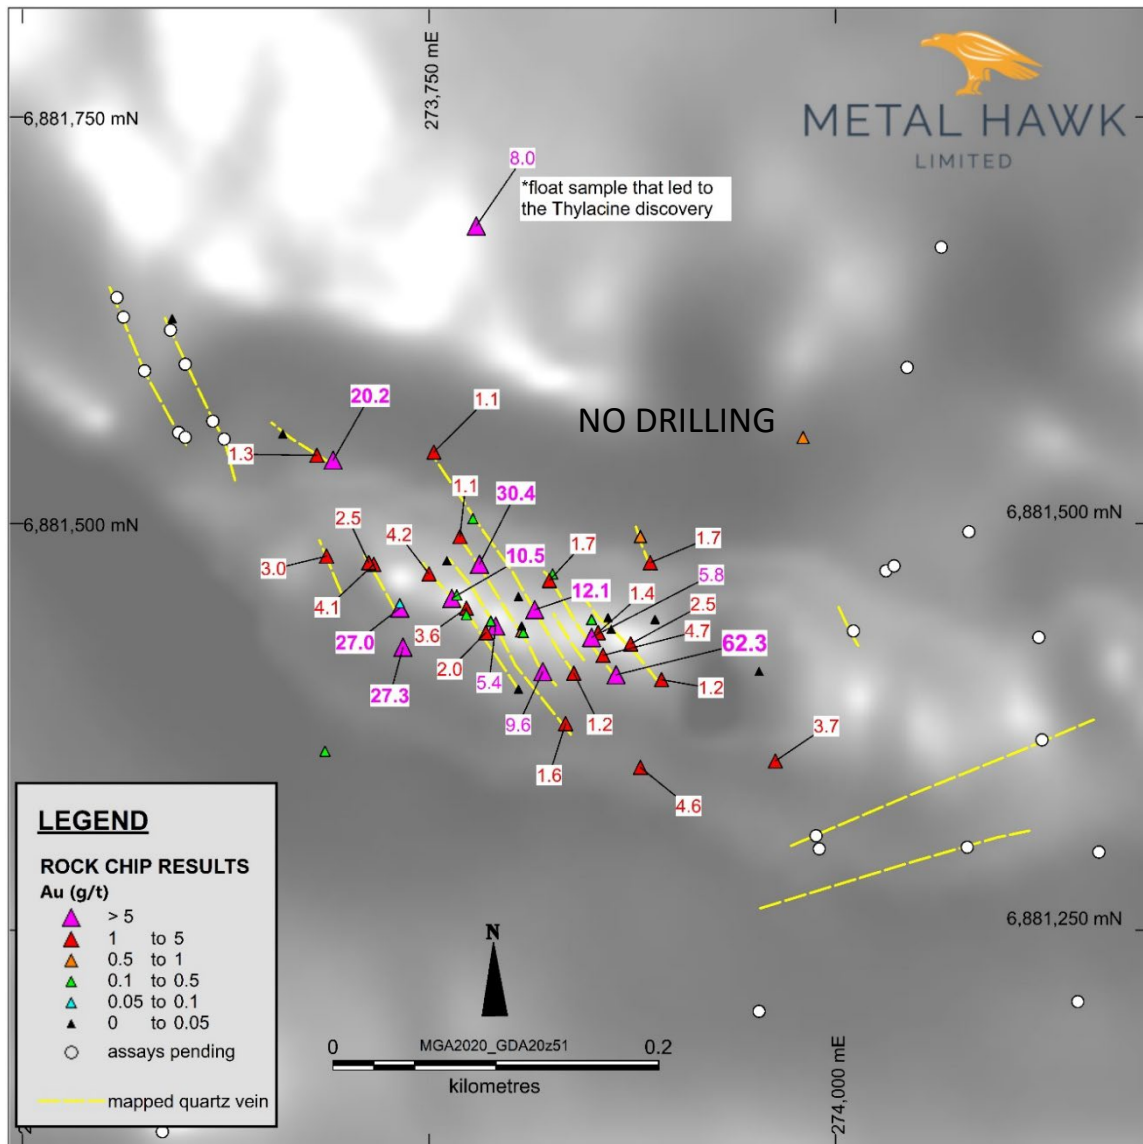 273,750 mE
6,881,750 mN
METAL HAWK
LIMITED
8.0
*float sample that led to
the Thylacine discovery
20.2
1.1
NO DRILLING
1.3
1.1
30.4
6,881,500 mN
6,881,500 mN
2.5
4.2
10.5
1.7
1.7
3.0
12.1
1.4
5.8
4.1
2.5
27.0
3.6
4.7
62.3
2.0
5.4
27.3
1.2
9.6
1.2
3.7
1.6
4.6
LEGEND
ROCK CHIP RESULTS
Au (g/t)
> 5
1 to 5
0.5 to 1
0.1 to 0.5
0.05 to 0.1
0 to 0.05
assays pending
mapped quartz vein
6,881,250 mN
N
0 MGA2020_GDA20z51 0.2
kilometres
274,000 mE